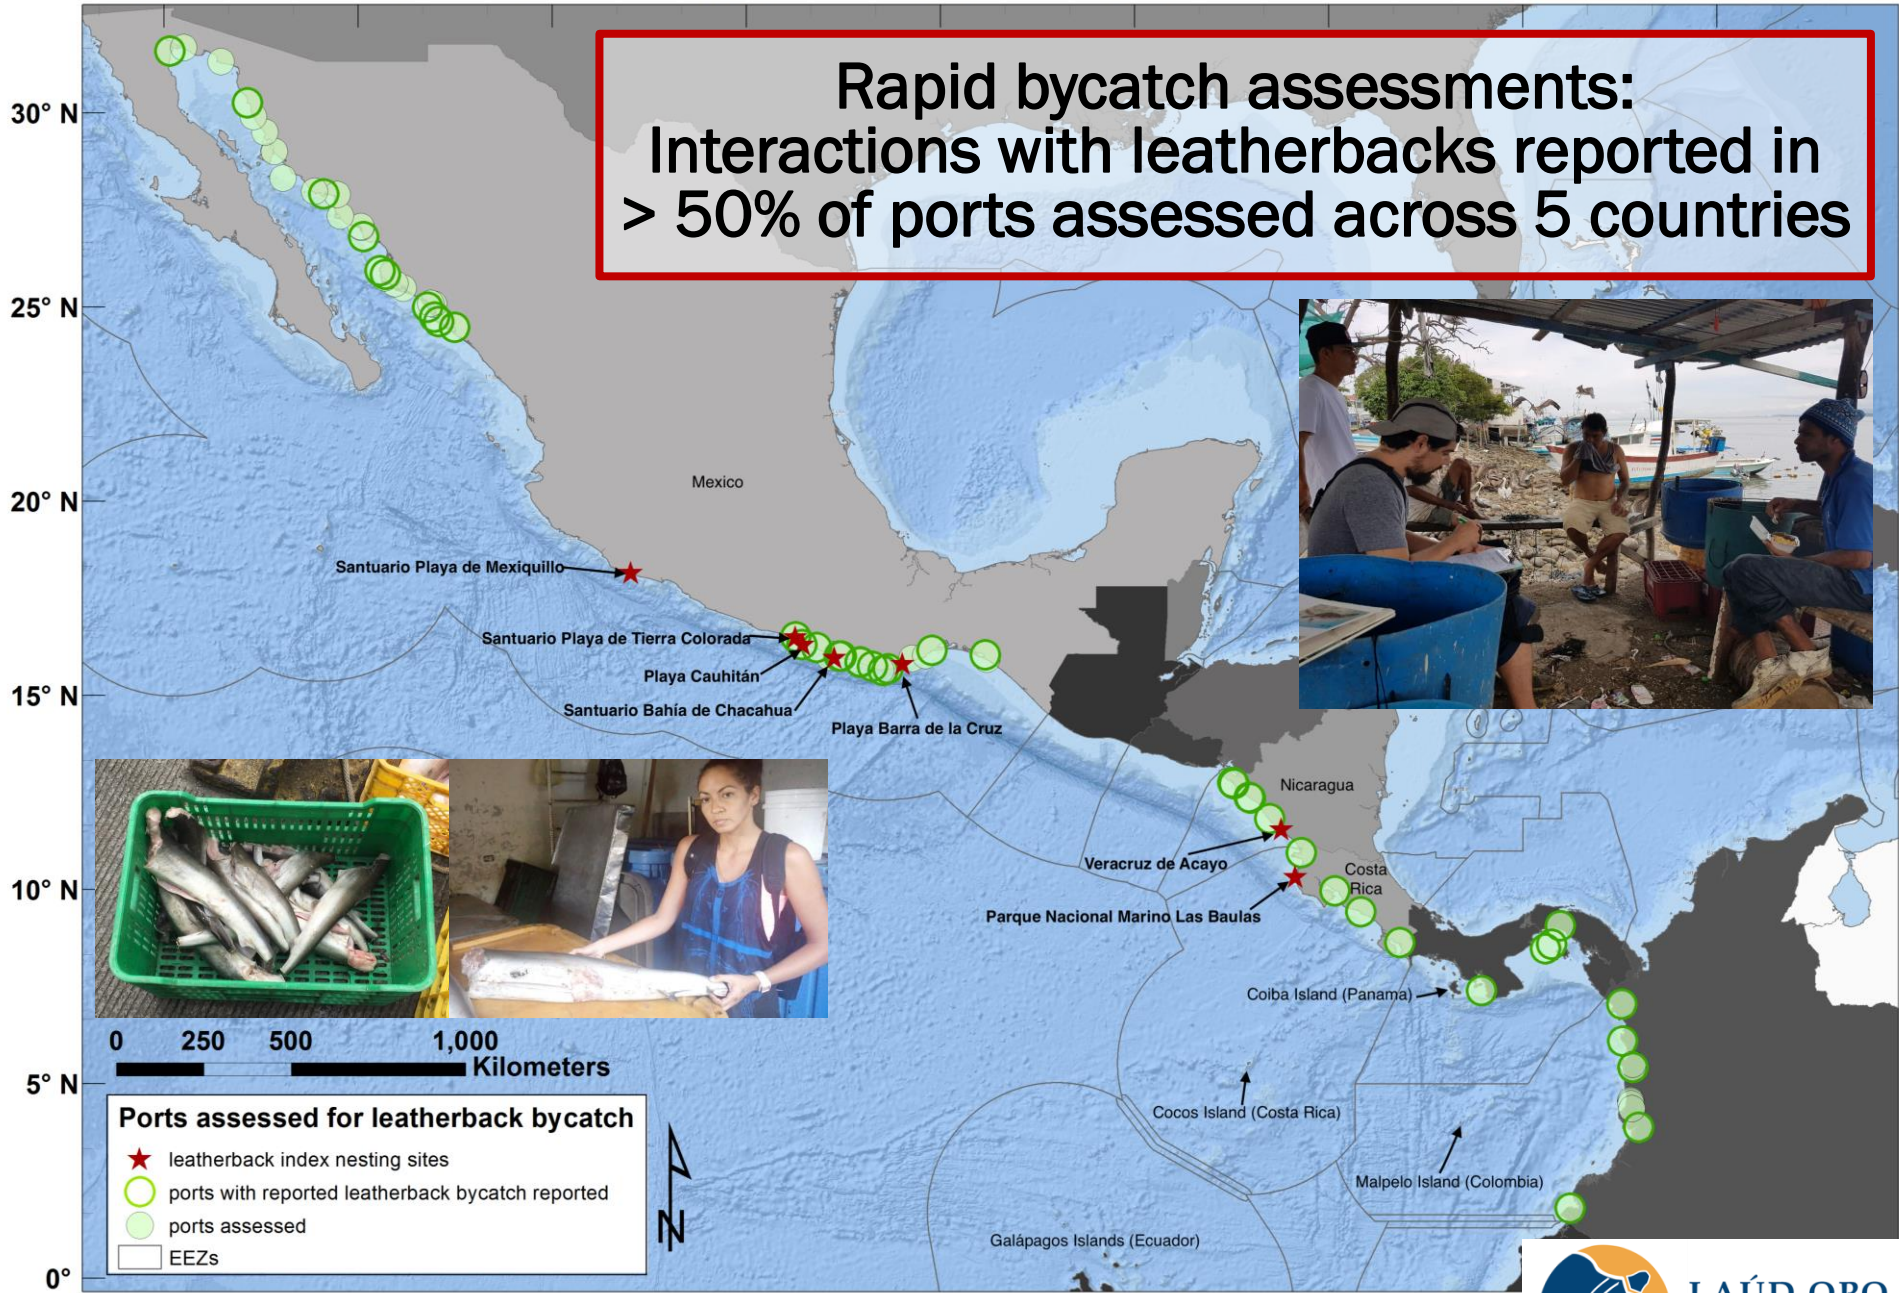 Rapid bycatch assessments:
Interactions with leatherbacks reported in
> 50% of ports assessed across 5 countries
30° N
25° N
20° N
15° N
10° N
5° N
0°
Mexico
Santuario Playa de Mexiquillo
Santuario Playa de Tierra Colorada
Playa Cauhitán
Santuario Bahía de Chacahua
Playa Barra de la Cruz
Nicaragua
Veracruz de Acayo
Costa
Rica
Parque Nacional Marino Las Baulas
Coiba Island (Panama)
Cocos Island (Costa Rica)
Malpelo Island (Colombia)
Galápagos Islands (Ecuador)
0 250 500 1,000
Kilometers
Ports assessed for leatherback bycatch
leatherback index nesting sites
ports with reported leatherback bycatch reported
ports assessed
EEZs
N
LAÚD OPO